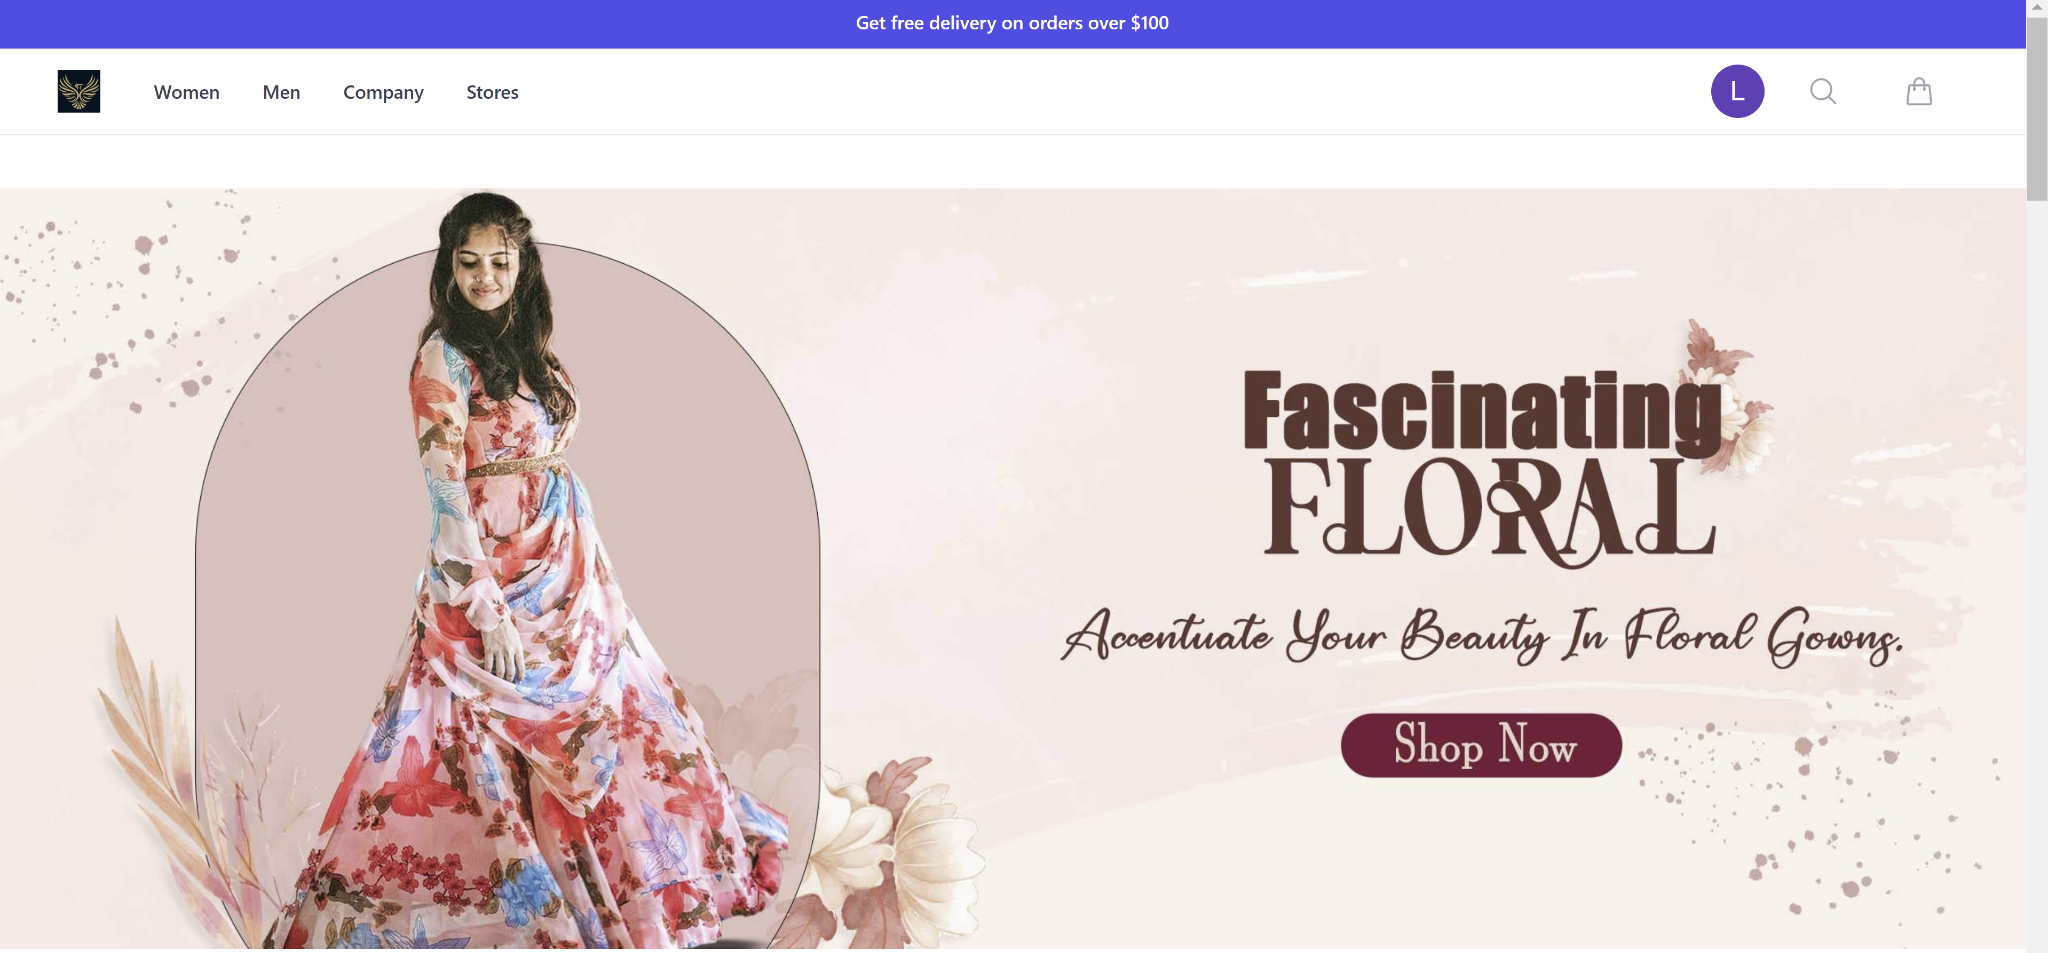 Get free delivery on orders over $100
Women Men Company Stores L
Fascinating
FLORAL
Accentuate Your Beauty In Floral Gowns.
Shop Now